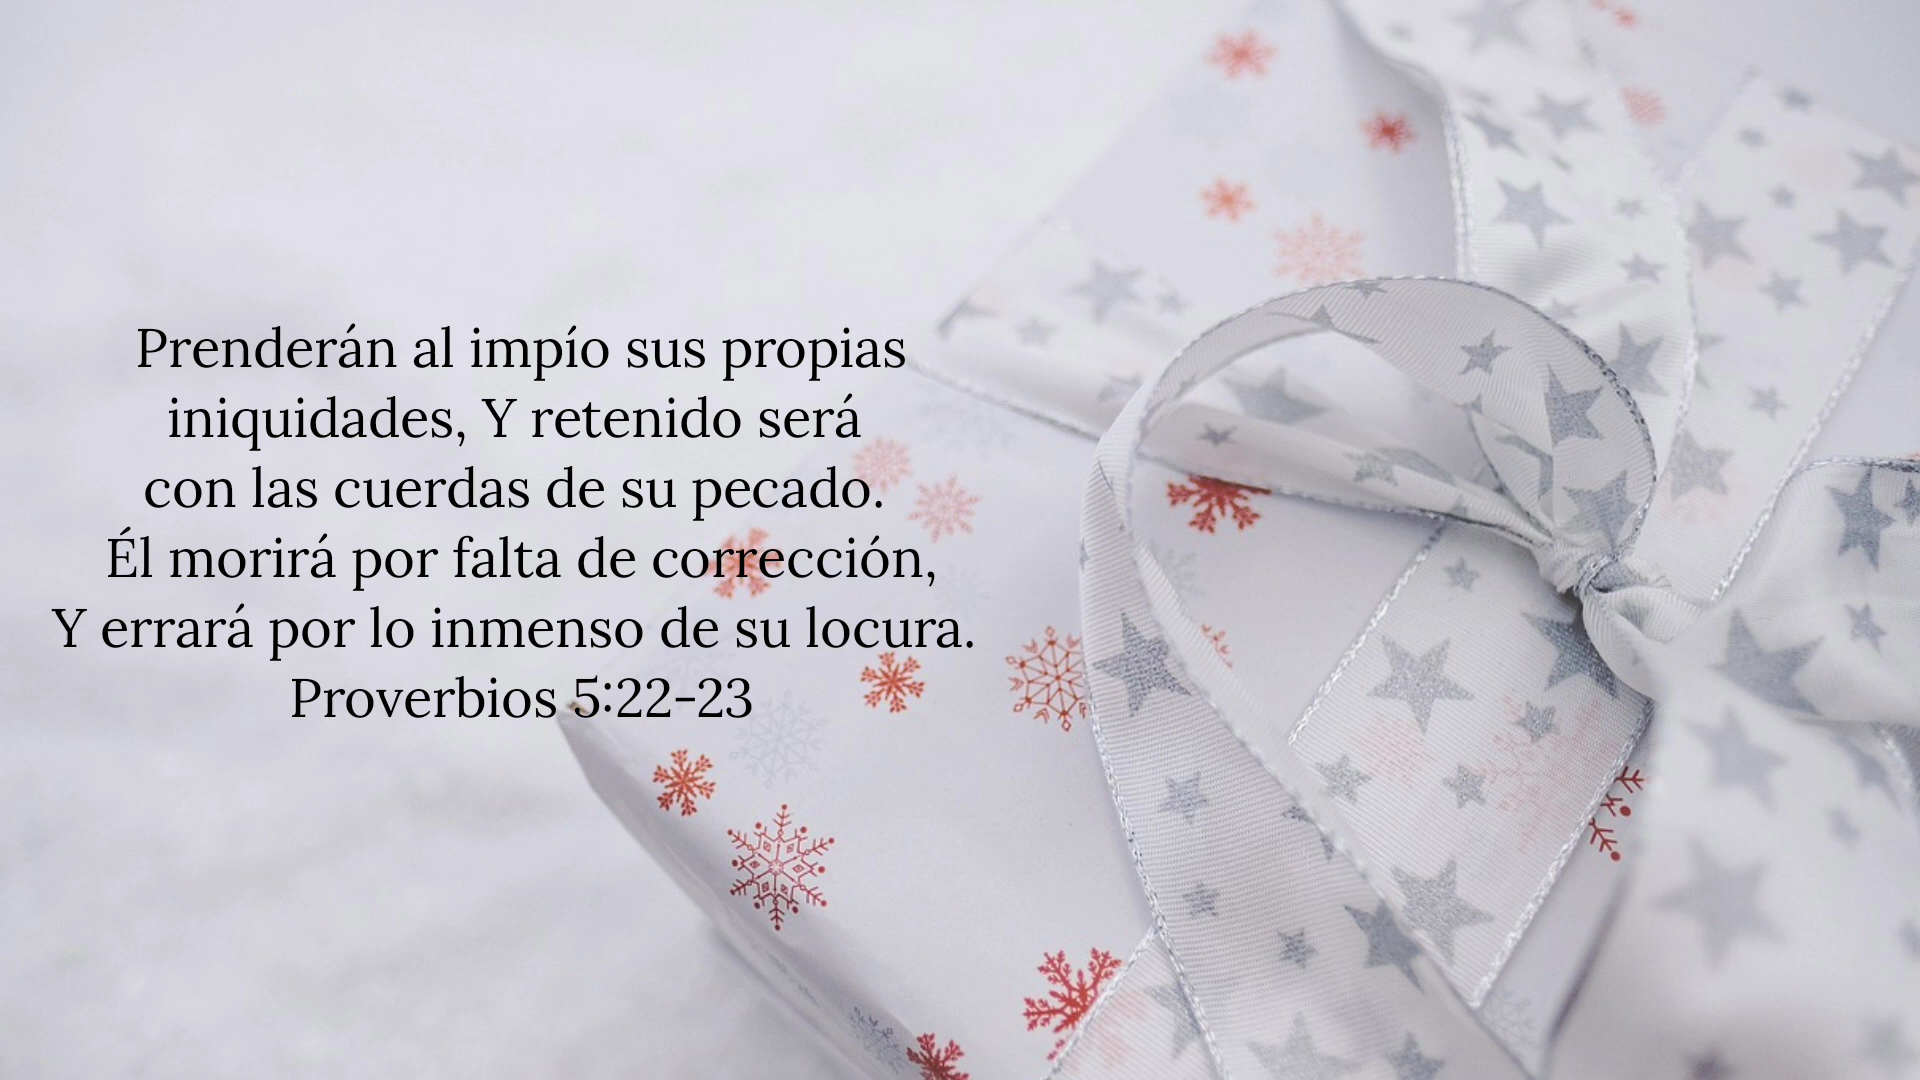 Prenderán al impío sus propias
iniquidades, Y retenido será
con las cuerdas de su pecado.
Él morirá por falta de corrección,
Y errará por lo inmenso de su locura.
Proverbios 5:22-23